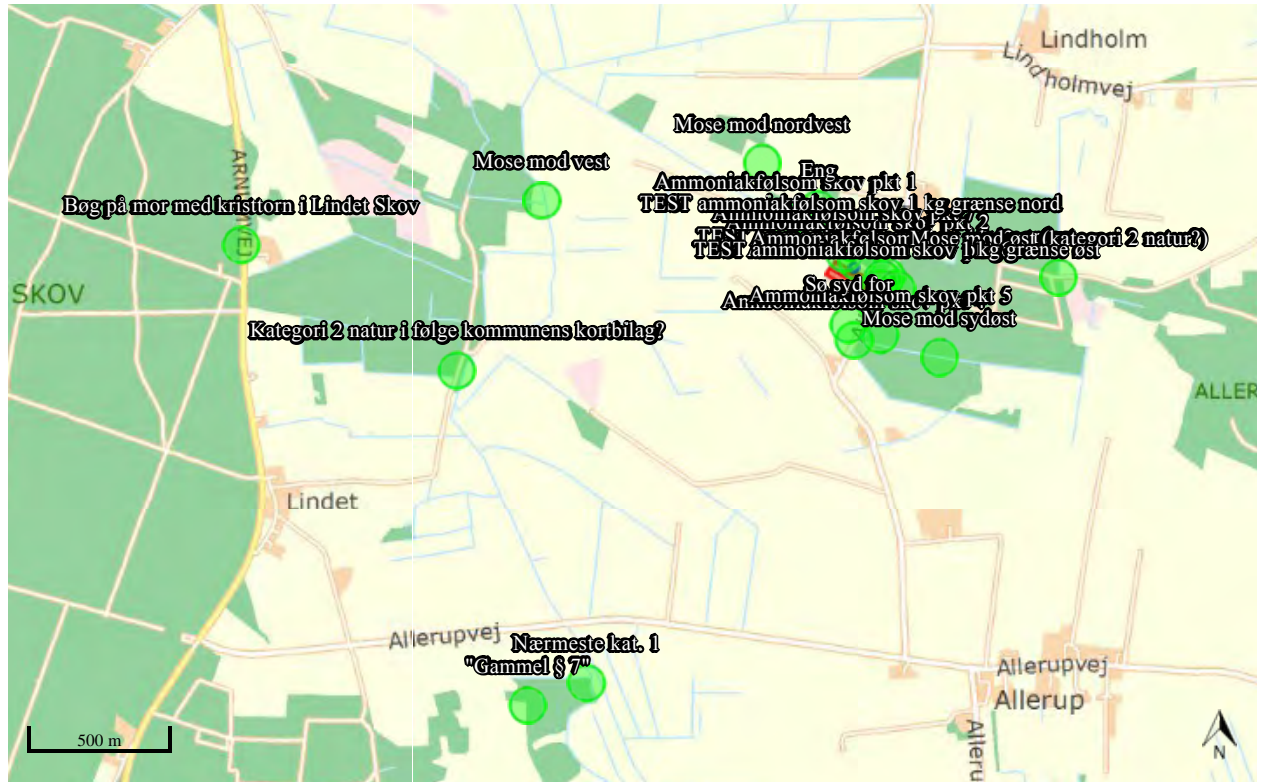 Lindholm
Lindholmvej
Mose mod nordvest
Mose mod vest
Eng
Ammoniakfølsom skov pkt 1
Bøg på mor med kristtorn i Lindet Skov
TEST ammoniakfølsom skov 1 kg grænse nord
Ammoniakfølsom skov
pkt 2
TEST Ammoniakfølsom
Mose mod øst (kategori 2 natur?)
TEST ammoniakfølsom skov 1 kg grænse øst
SKOV
Sø syd for
Ammoniakfølsom skov pkt 5
Mose mod sydøst
Kategori 2 natur i følge kommunens kortbilag?
ALLER
Lindet
Allerupvej
Nærmeste kat. 1
"Gammel § 7"
Allerupvej
Allerup
Alleru
500 m
N